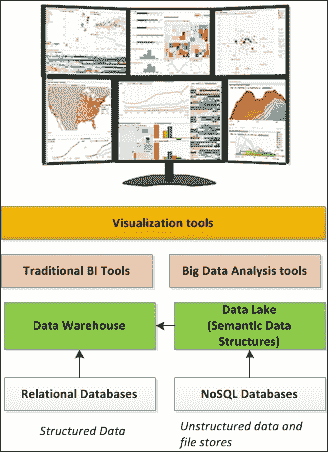 Visualization tools
Traditional BI Tools
Big Data Analysis tools
Data Warehouse
Data Lake
(Semantic Data
Structures)
Relational Databases
NoSQL Databases
Structured Data
Unstructured data and
file stores